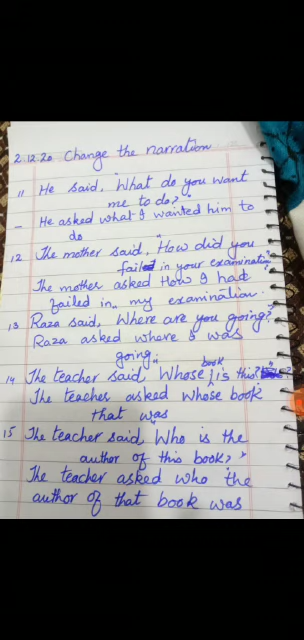 2.12.20 Change the narration
11 He said, "What do you want
me to do?"
- He asked what I wanted him to
do
12 The mother said, "How did you
failed in your examination
The mother asked How I had
failed in my examination.
13 Raza said, Where are you going?"
Raza asked where I was
going.
14 The teacher said, Whose book is this?"
The teacher asked whose book
that was
15 The teacher said, Who is the
author of this book?"
The teacher asked who the
author of that book was